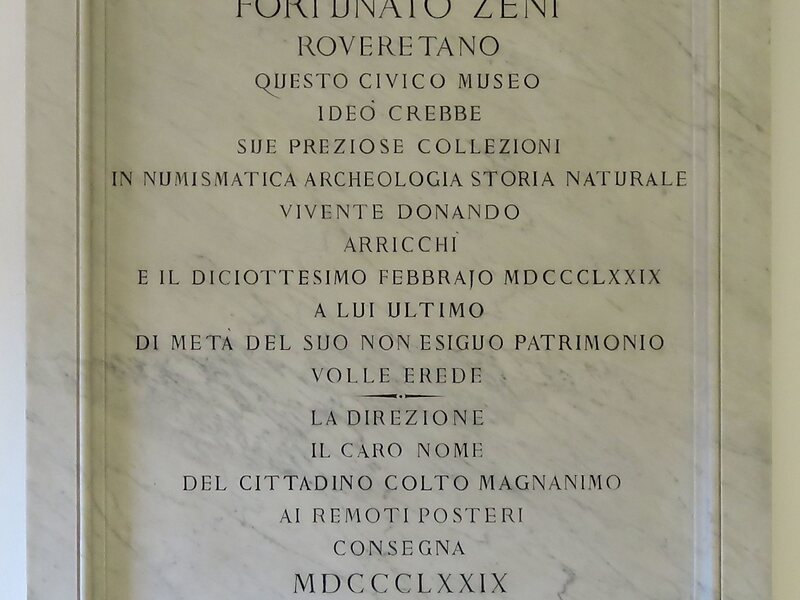 FORTUNATO ZENI
ROVERETANO
QUESTO CIVICO MUSEO
IDEÒ CREBBE
SUE PREZIOSE COLLEZIONI
IN NUMISMATICA ARCHEOLOGIA STORIA NATURALE
VIVENTE DONANDO
ARRICCHÌ
E IL DICIOTTESIMO FEBBRAJO MDCCCLXXIX
A LUI ULTIMO
DI METÀ DEL SUO NON ESIGUO PATRIMONIO
VOLLE EREDE
LA DIREZIONE
IL CARO NOME
DEL CITTADINO COLTO MAGNANIMO
AI REMOTI POSTERI
CONSEGNA
MDCCCLXXIX